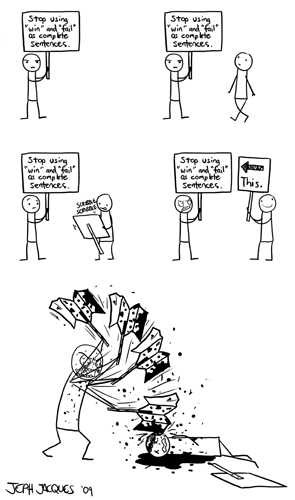 Stop using
"win" and "fail"
as complete
sentences.
Stop using
"win" and "fail"
as complete
sentences.
Stop using
"win" and "fail"
as complete
sentences.
SCRIBBLE
SCRIBBLE
Stop using
"win" and "fail"
as complete
sentences.
This.
JEPH JACQUES '09